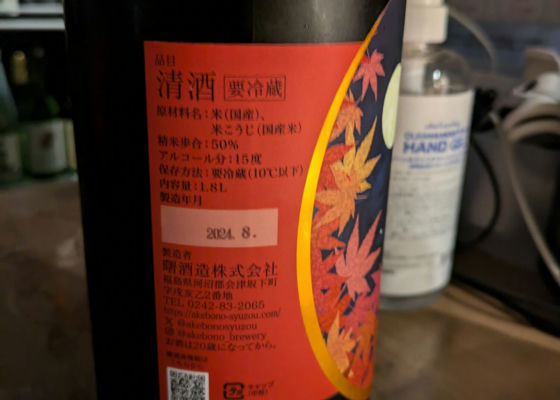 品目
清酒 要冷蔵
原材料名：米（国産）、
米こうじ（国産米）
精米歩合：50%
アルコール分：15度
保存方法：要冷蔵（10℃以下）
内容量：1.8L
製造年月
2024. 8.
製造者
曙酒造株式会社
福島県河沼郡会津坂下町
字戌亥乙2番地
TEL 0242-83-2065
https://akebono-syuzou.com/
X @akebonosyuzou
@akebono_brewery
お酒は20歳になってから。
キャップ
HAND GEL